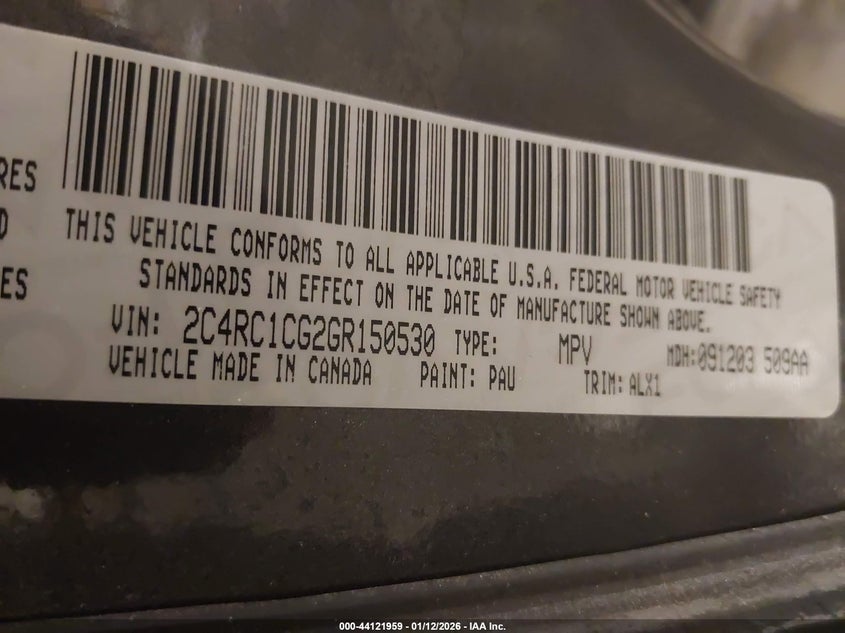 RES
D
ES
THIS VEHICLE CONFORMS TO ALL APPLICABLE U.S.A. FEDERAL MOTOR VEHICLE SAFETY
STANDARDS IN EFFECT ON THE DATE OF MANUFACTURE SHOWN ABOVE.
VIN: 2C4RC1CG2GR150530 TYPE: MPV MDH:091203 509AA
VEHICLE MADE IN CANADA PAINT: PAU TRIM: ALX1
000-44121959 - 01/12/2026 - IAA Inc.